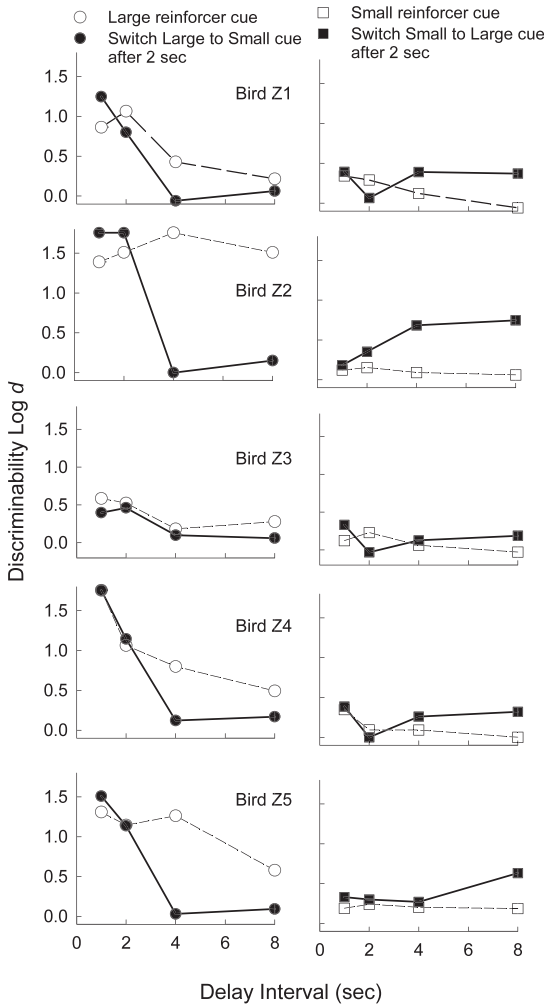 Large reinforcer cue
Switch Large to Small cue
after 2 sec
Small reinforcer cue
Switch Small to Large cue
after 2 sec
Discriminability Log d
1.5
1.0
0.5
0.0
Bird Z1
1.5
1.0
0.5
0.0
Bird Z2
1.5
1.0
0.5
0.0
Bird Z3
1.5
1.0
0.5
0.0
Bird Z4
1.5
1.0
0.5
0.0
Bird Z5
0 2 4 6 8
0 2 4 6 8
Delay Interval (sec)